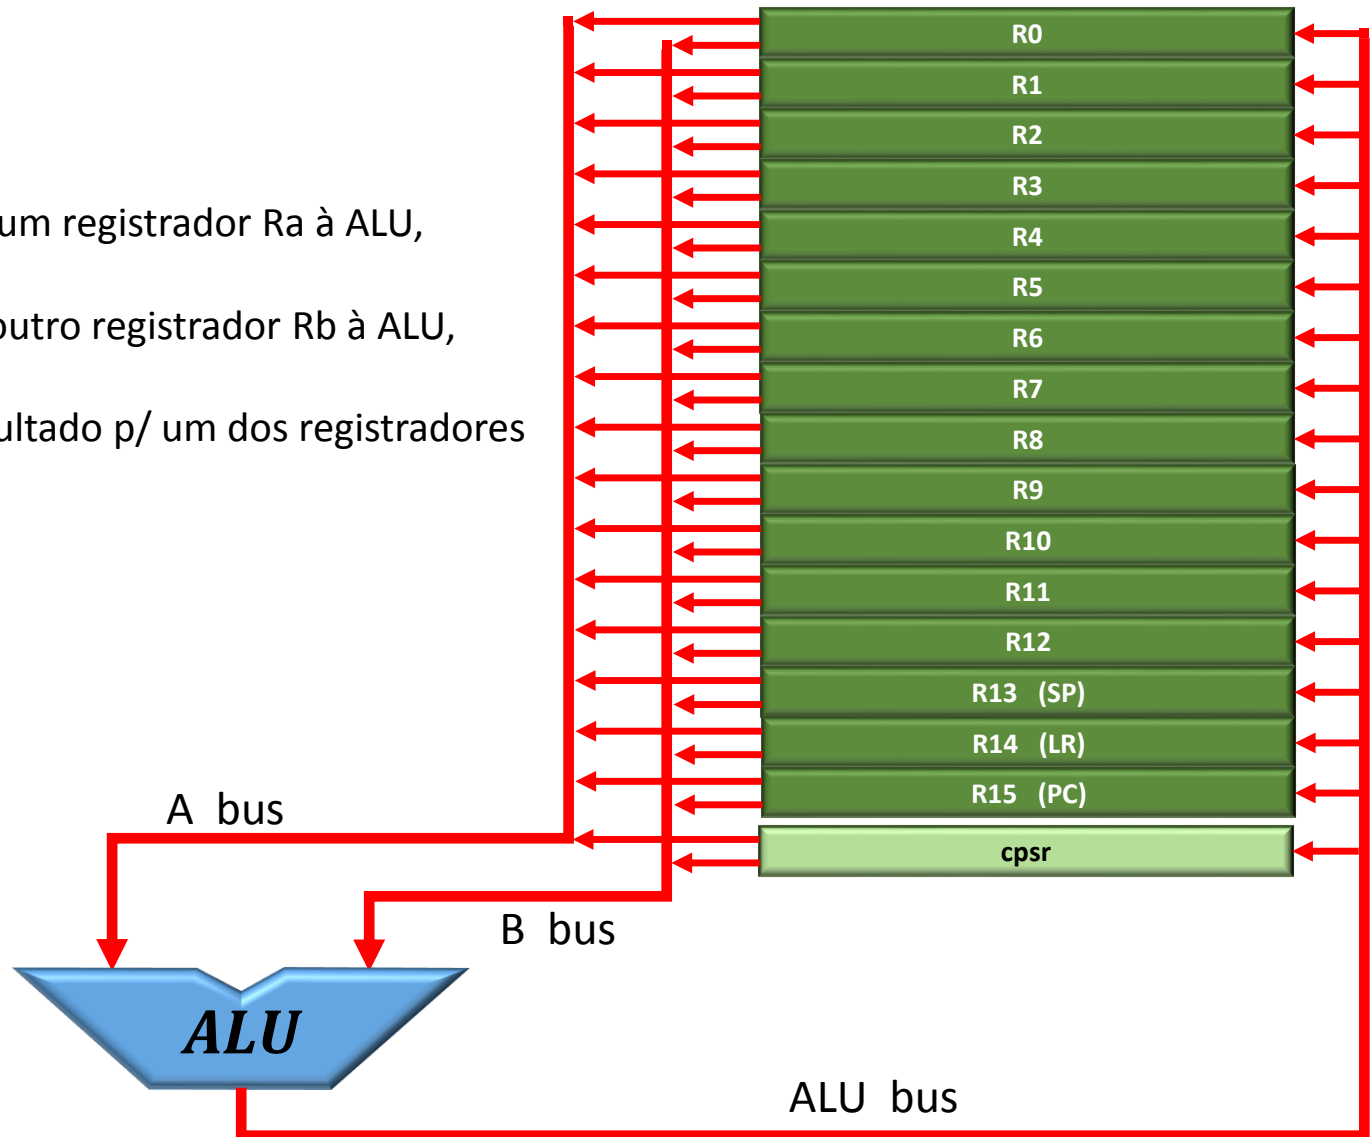 R0
R1
R2
R3
um registrador Ra à ALU,
R4
R5
outro registrador Rb à ALU,
R6
R7
ultado p/ um dos registradores
R8
R9
R10
R11
R12
R13 (SP)
R14 (LR)
R15 (PC)
A bus
cpsr
B bus
ALU
ALU bus